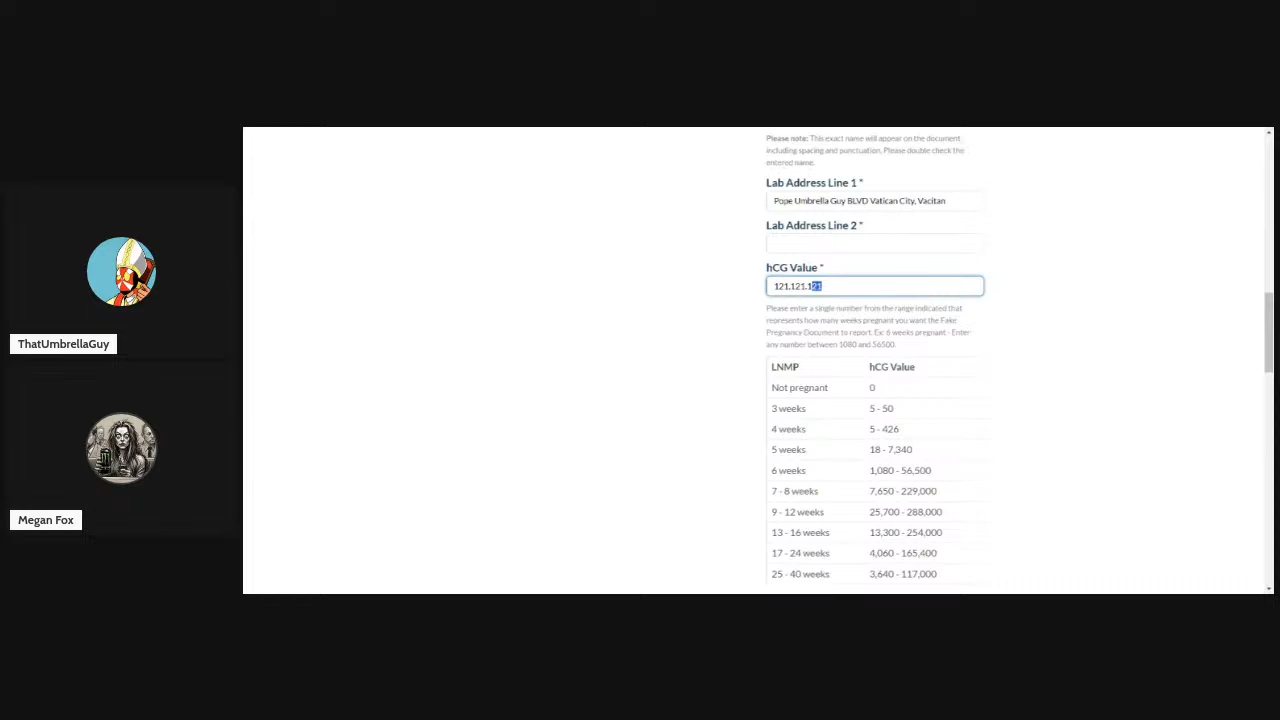 ThatUmbrellaGuy
Megan Fox
Please note: This exact name will appear on the document
including spacing and punctuation. Please double check the
entered name.
Lab Address Line 1 *
Pope Umbrella Guy BLVD Vatican City, Vacitan
Lab Address Line 2 *
hCG Value *
121.121.121
Please enter a single number from the range indicated that
represents how many weeks pregnant you want the Fake
Pregnancy Document to report. Ex: 6 weeks pregnant - Enter
any number between 1080 and 56500.
LNMP hCG Value
Not pregnant 0
3 weeks 5 - 50
4 weeks 5 - 426
5 weeks 18 - 7,340
6 weeks 1,080 - 56,500
7 - 8 weeks 7,650 - 229,000
9 - 12 weeks 25,700 - 288,000
13 - 16 weeks 13,300 - 254,000
17 - 24 weeks 4,060 - 165,400
25 - 40 weeks 3,640 - 117,000